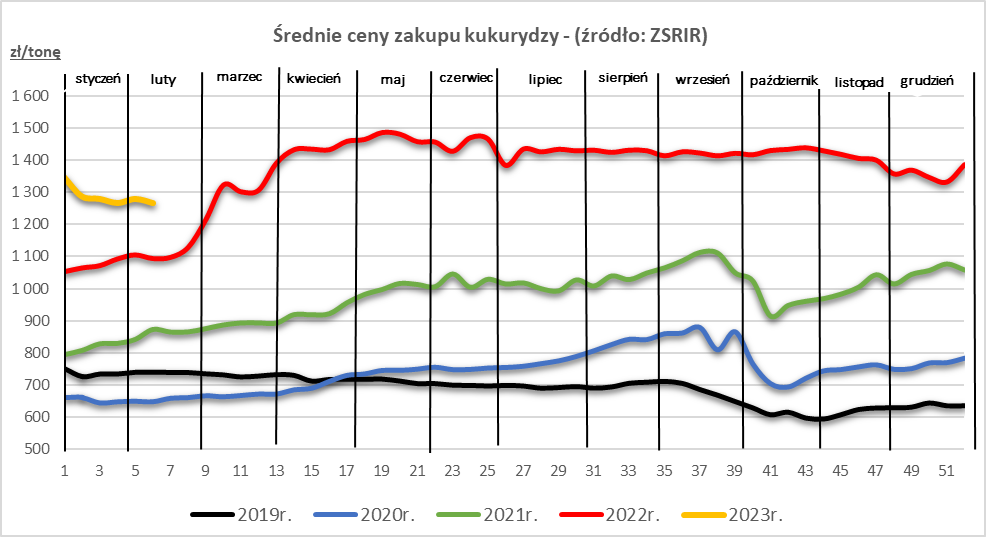 Średnie ceny zakupu kukurydzy - (źródło: ZSRIR)
zł/tonę
styczeń luty marzec kwiecień maj czerwiec lipiec sierpień wrzesień październik listopad grudzień
1 600
1 500
1 400
1 300
1 200
1 100
1 000
900
800
700
600
500
1 3 5 7 9 11 13 15 17 19 21 23 25 27 29 31 33 35 37 39 41 43 45 47 49 51
2019r. 2020r. 2021r. 2022r. 2023r.